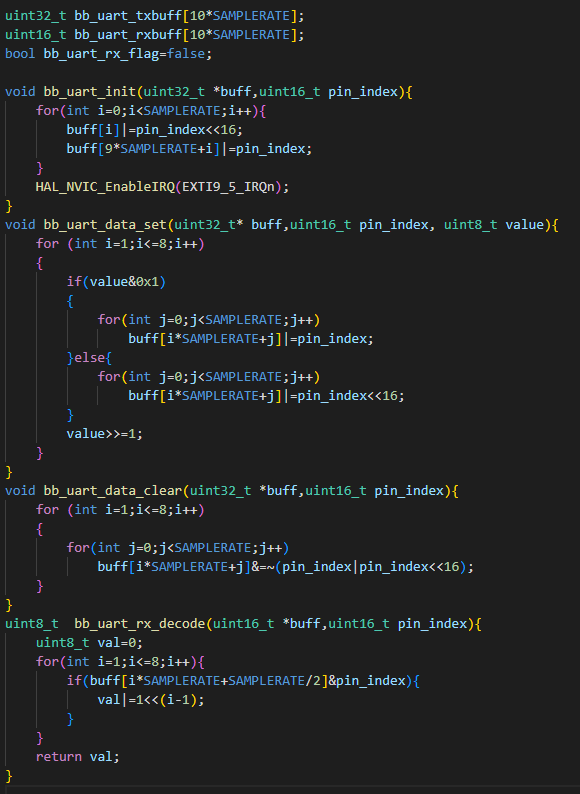 uint32_t bb_uart_txbuff[10*SAMPLERATE];
uint16_t bb_uart_rxbuff[10*SAMPLERATE];
bool bb_uart_rx_flag=false;

void bb_uart_init(uint32_t *buff,uint16_t pin_index){
    for(int i=0;i<SAMPLERATE;i++){
        buff[i]|=pin_index<<16;
        buff[9*SAMPLERATE+i]|=pin_index;
    }
    HAL_NVIC_EnableIRQ(EXTI9_5_IRQn);
}
void bb_uart_data_set(uint32_t* buff,uint16_t pin_index, uint8_t value){
    for (int i=1;i<=8;i++)
    {
        if(value&0x1)
        {
            for(int j=0;j<SAMPLERATE;j++)
                buff[i*SAMPLERATE+j]|=pin_index;
        }else{
            for(int j=0;j<SAMPLERATE;j++)
                buff[i*SAMPLERATE+j]|=pin_index<<16;
        }
        value>>=1;
    }
}
void bb_uart_data_clear(uint32_t *buff,uint16_t pin_index){
    for (int i=1;i<=8;i++)
    {
        for(int j=0;j<SAMPLERATE;j++)
            buff[i*SAMPLERATE+j]&=~(pin_index|pin_index<<16);
    }
}
uint8_t  bb_uart_rx_decode(uint16_t *buff,uint16_t pin_index){
    uint8_t val=0;
    for(int i=1;i<=8;i++){
        if(buff[i*SAMPLERATE+SAMPLERATE/2]&pin_index){
            val|=1<<(i-1);
        }
    }
    return val;
}